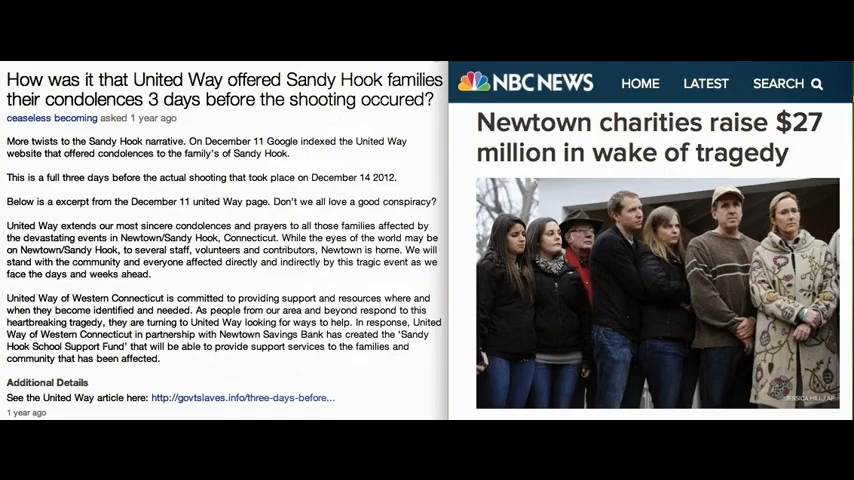 How was it that United Way offered Sandy Hook families
their condolences 3 days before the shooting occured?
ceaseless becoming asked 1 year ago
More twists to the Sandy Hook narrative. On December 11 Google indexed the United Way
website that offered condolences to the family's of Sandy Hook.
This is a full three days before the actual shooting that took place on December 14 2012.
Below is a excerpt from the December 11 united Way page. Don't we all love a good conspiracy?
United Way extends our most sincere condolences and prayers to all those families affected by
the devastating events in Newtown/Sandy Hook, Connecticut. While the eyes of the world may be
on Newtown/Sandy Hook, to several staff, volunteers and contributors, Newtown is home. We will
stand with the community and everyone affected directly and indirectly by this tragic event as we
face the days and weeks ahead.
United Way of Western Connecticut is committed to providing support and resources where and
when they become identified and needed. As people from our area and beyond respond to this
heartbreaking tragedy, they are turning to United Way looking for ways to help. In response, United
Way of Western Connecticut in partnership with Newtown Savings Bank has created the 'Sandy
Hook School Support Fund' that will be able to provide support services to the families and
community that has been affected.
Additional Details
See the United Way article here: http://govtslaves.info/three-days-before...
1 year ago
NBC NEWS HOME LATEST SEARCH
Newtown charities raise $27
million in wake of tragedy
JESSICA HILL / AP